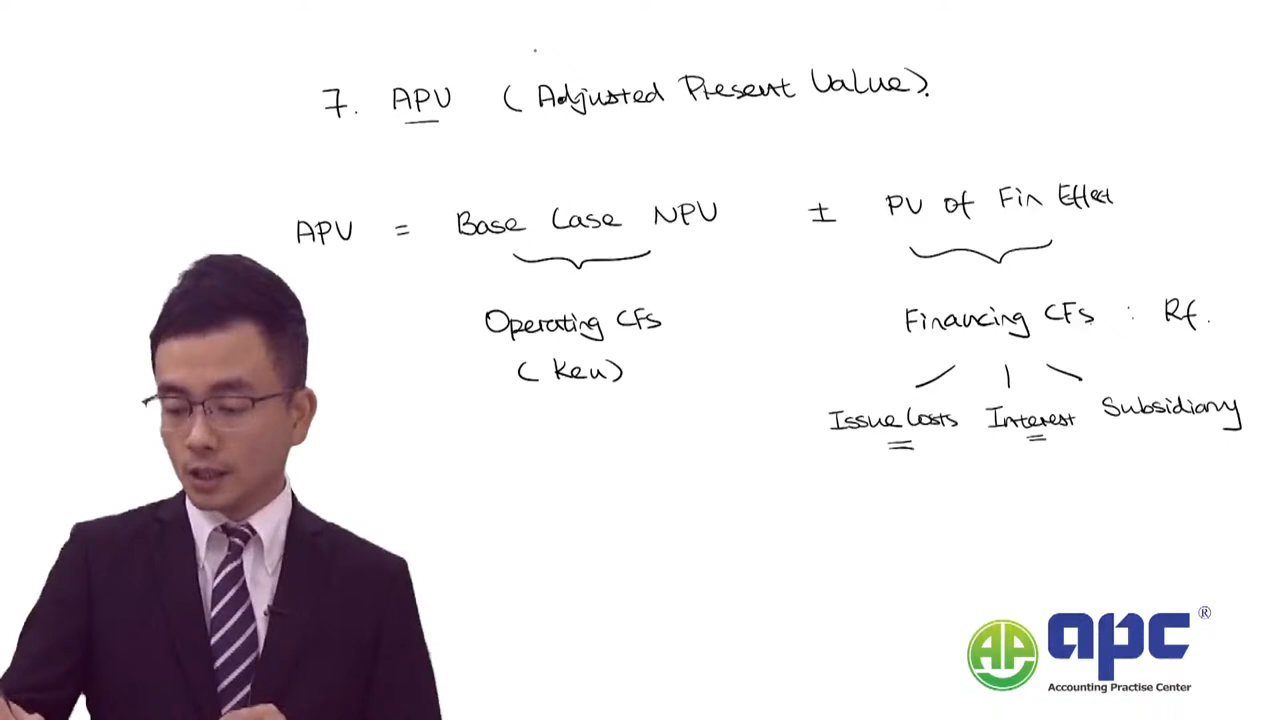 7. APV (Adjusted Present Value).
APV = Base Case NPV ± PV of Fin Effect
Operating CFs
(Keu)
Financing CFs : Rf.
Issue Costs Interest Subsidiary
AP apc ®
Accounting Practise Center